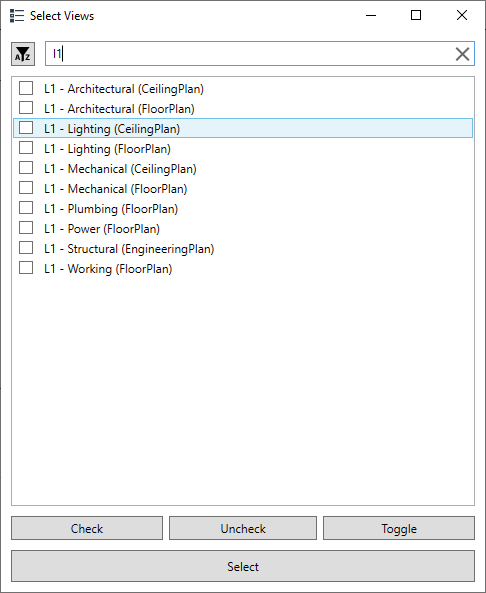 Select Views
AZ
l1
L1 - Architectural (CeilingPlan)
L1 - Architectural (FloorPlan)
L1 - Lighting (CeilingPlan)
L1 - Lighting (FloorPlan)
L1 - Mechanical (CeilingPlan)
L1 - Mechanical (FloorPlan)
L1 - Plumbing (FloorPlan)
L1 - Power (FloorPlan)
L1 - Structural (EngineeringPlan)
L1 - Working (FloorPlan)
Check Uncheck Toggle
Select